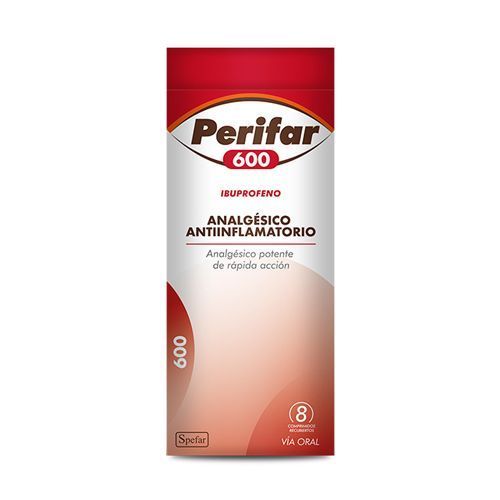 Perifar
600
IBUPROFENO
ANALGÉSICO
ANTIINFLAMATORIO
Analgésico potente
de rápida acción
600
8
COMPRIMIDOS
RECUBIERTOS
Spefar
VÍA ORAL